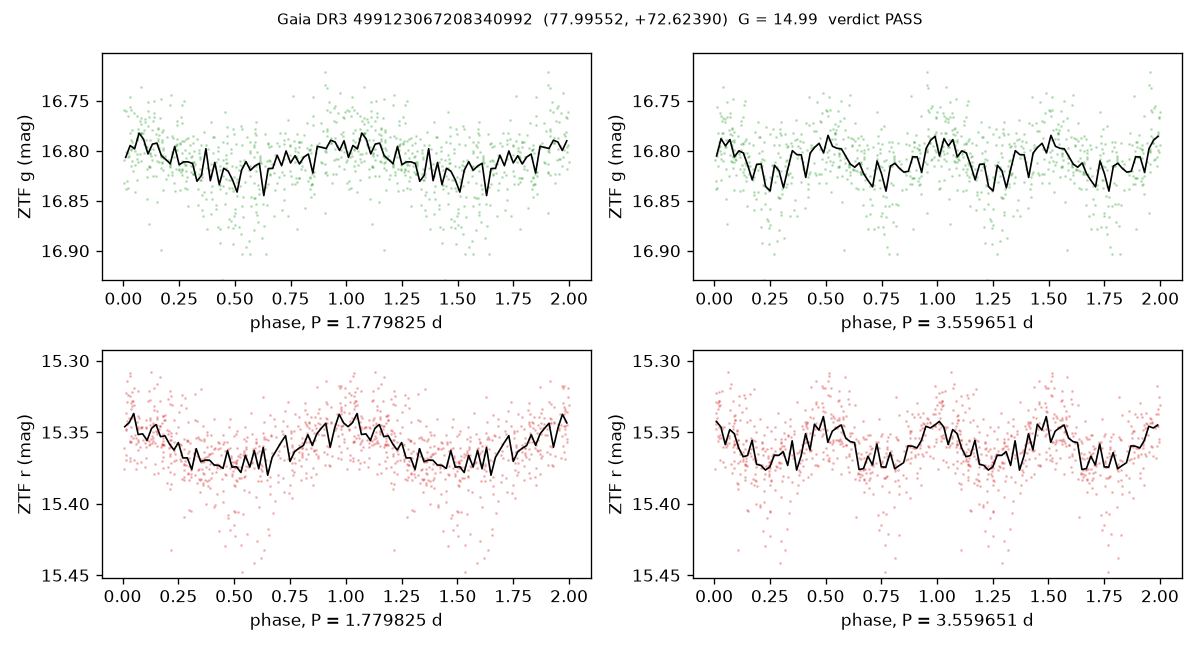 Gaia DR3 499123067208340992 (77.99552, +72.62390) G = 14.99 verdict PASS
ZTF g (mag)
16.75
16.80
16.85
16.90
0.00 0.25 0.50 0.75 1.00 1.25 1.50 1.75 2.00
phase, P = 1.779825 d
ZTF g (mag)
16.75
16.80
16.85
16.90
0.00 0.25 0.50 0.75 1.00 1.25 1.50 1.75 2.00
phase, P = 3.559651 d
ZTF r (mag)
15.30
15.35
15.40
15.45
0.00 0.25 0.50 0.75 1.00 1.25 1.50 1.75 2.00
phase, P = 1.779825 d
ZTF r (mag)
15.30
15.35
15.40
15.45
0.00 0.25 0.50 0.75 1.00 1.25 1.50 1.75 2.00
phase, P = 3.559651 d